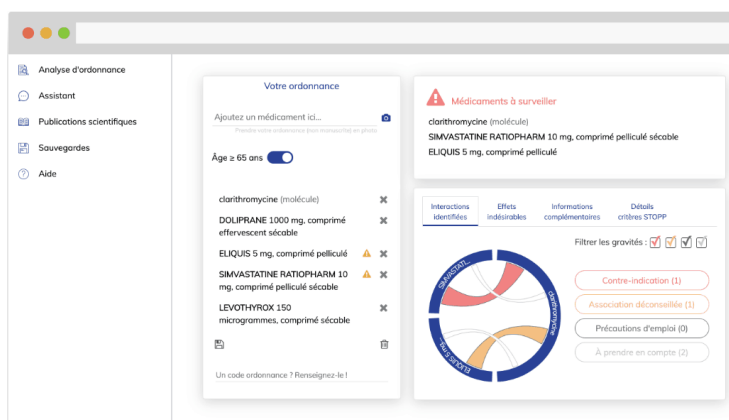 Analyse d'ordonnance
Assistant
Publications scientifiques
Sauvegardes
Aide
Votre ordonnance
Ajoutez un médicament ici...
Prendre votre ordonnance (non manuscrite) en photo
Âge ≥ 65 ans
clarithromycine (molécule)
DOLIPRANE 1000 mg, comprimé
effervescent sécable
ELIQUIS 5 mg, comprimé pelliculé
SIMVASTATINE RATIOPHARM 10
mg, comprimé pelliculé sécable
LEVOTHYROX 150
microgrammes, comprimé sécable
Un code ordonnance ? Renseignez-le !
Médicaments à surveiller
clarithromycine (molécule)
SIMVASTATINE RATIOPHARM 10 mg, comprimé pelliculé sécable
ELIQUIS 5 mg, comprimé pelliculé
Interactions
identifiées
Effets
indésirables
Informations
complémentaires
Détails
critères STOPP
Filtrer les gravités :
SIMVASTATI...
clarithromycine
ELIQUIS 5 mg...
Contre-indication (1)
Association déconseillée (1)
Précautions d'emploi (0)
À prendre en compte (2)